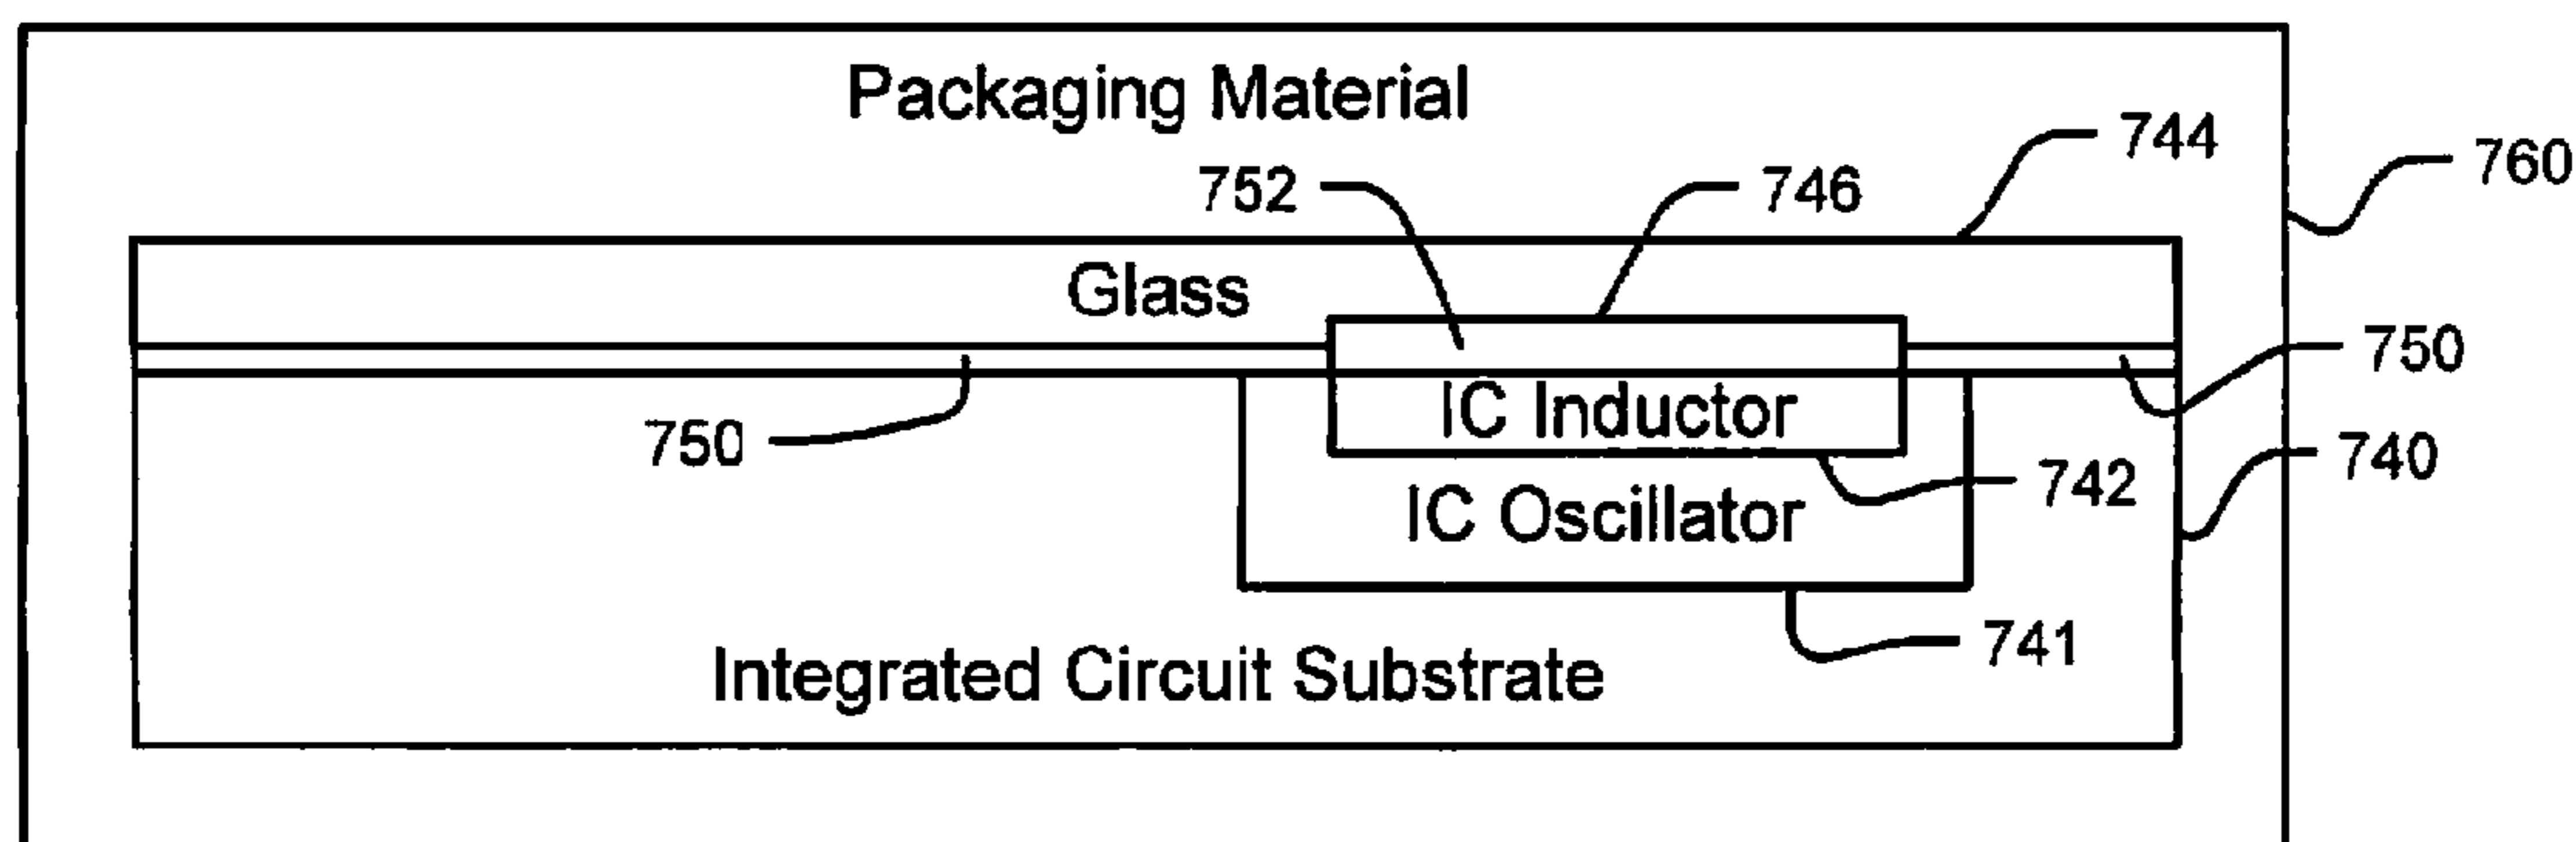 Packaging Material
744
760
752
746
Glass
750
IC Inductor
750
740
742
IC Oscillator
741
Integrated Circuit Substrate